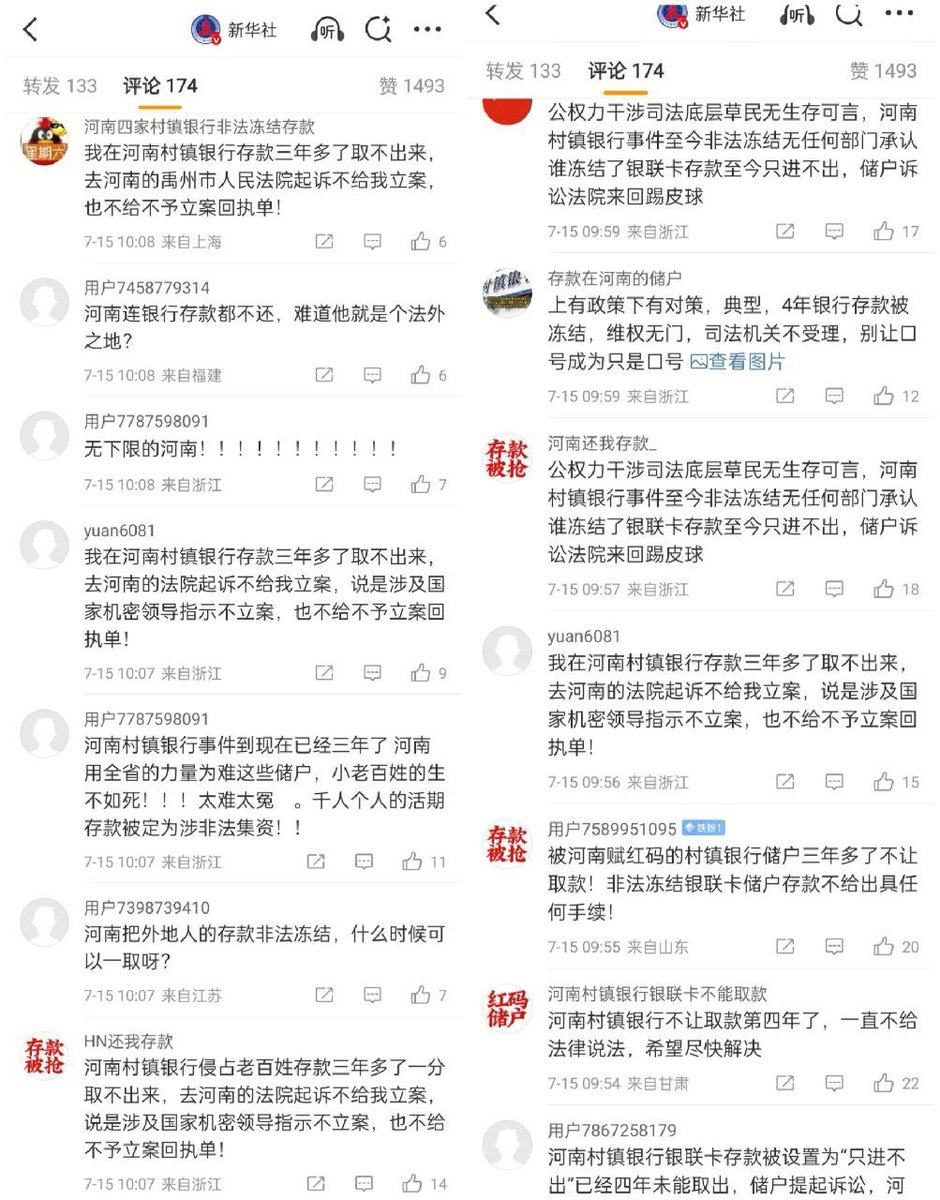 新华社
听
转发 133
评论 174
赞 1493
星期六
河南四家村镇银行非法冻结存款
我在河南村镇银行存款三年多了取不出来，
去河南的禹州市人民法院起诉不给我立案，
也不给不予立案回执单！
7-15 10:08 来自上海
6
用户7458779314
河南连银行存款都不还，难道他就是个法外
之地？
7-15 10:08 来自福建
6
用户7787598091
无下限的河南！！！！！！！！！！！
7-15 10:08 来自浙江
7
yuan6081
我在河南村镇银行存款三年多了取不出来，
去河南的法院起诉不给我立案，说是涉及国
家机密领导指示不立案，也不给不予立案回
执单！
7-15 10:07 来自浙江
9
用户7787598091
河南村镇银行事件到现在已经三年了 河南
用全省的力量为难这些储户，小老百姓的生
不如死！！！太难太冤 。千人个人的活期
存款被定为涉非法集资！！
7-15 10:07 来自浙江
11
用户7398739410
河南把外地人的存款非法冻结，什么时候可
以一取呀？
7-15 10:07 来自江苏
7
存款
被抢
HN还我存款
河南村镇银行侵占老百姓存款三年多了一分
取不出来，去河南的法院起诉不给我立案，
说是涉及国家机密领导指示不立案，也不给
不予立案回执单！
7-15 10:07 来自浙江
14
新华社
听
转发 133
评论 174
赞 1493
公权力干涉司法底层草民无生存可言，河南
村镇银行事件至今非法冻结无任何部门承认
谁冻结了银联卡存款至今只进不出，储户诉
讼法院来回踢皮球
7-15 09:59 来自浙江
17
村镇银
存款在河南的储户
上有政策下有对策，典型，4年银行存款被
冻结，维权无门，司法机关不受理，别让口
号成为只是口号 查看图片
7-15 09:59 来自浙江
12
存款
被抢
河南还我存款_
公权力干涉司法底层草民无生存可言，河南
村镇银行事件至今非法冻结无任何部门承认
谁冻结了银联卡存款至今只进不出，储户诉
讼法院来回踢皮球
7-15 09:57 来自浙江
18
yuan6081
我在河南村镇银行存款三年多了取不出来，
去河南的法院起诉不给我立案，说是涉及国
家机密领导指示不立案，也不给不予立案回
执单！
7-15 09:56 来自浙江
15
存款
被抢
用户7589951095 铁粉1
被河南赋红码的村镇银行储户三年多了不让
取款！非法冻结银联卡储户存款不给出具任
何手续！
7-15 09:55 来自山东
20
红码
储户
河南村镇银行银联卡不能取款
河南村镇银行不让取款第四年了，一直不给
法律说法，希望尽快解决
7-15 09:54 来自甘肃
22
用户7867258179
河南村镇银行银联卡存款被设置为“只进不
出”已经四年未能取出，储户提起诉讼，河